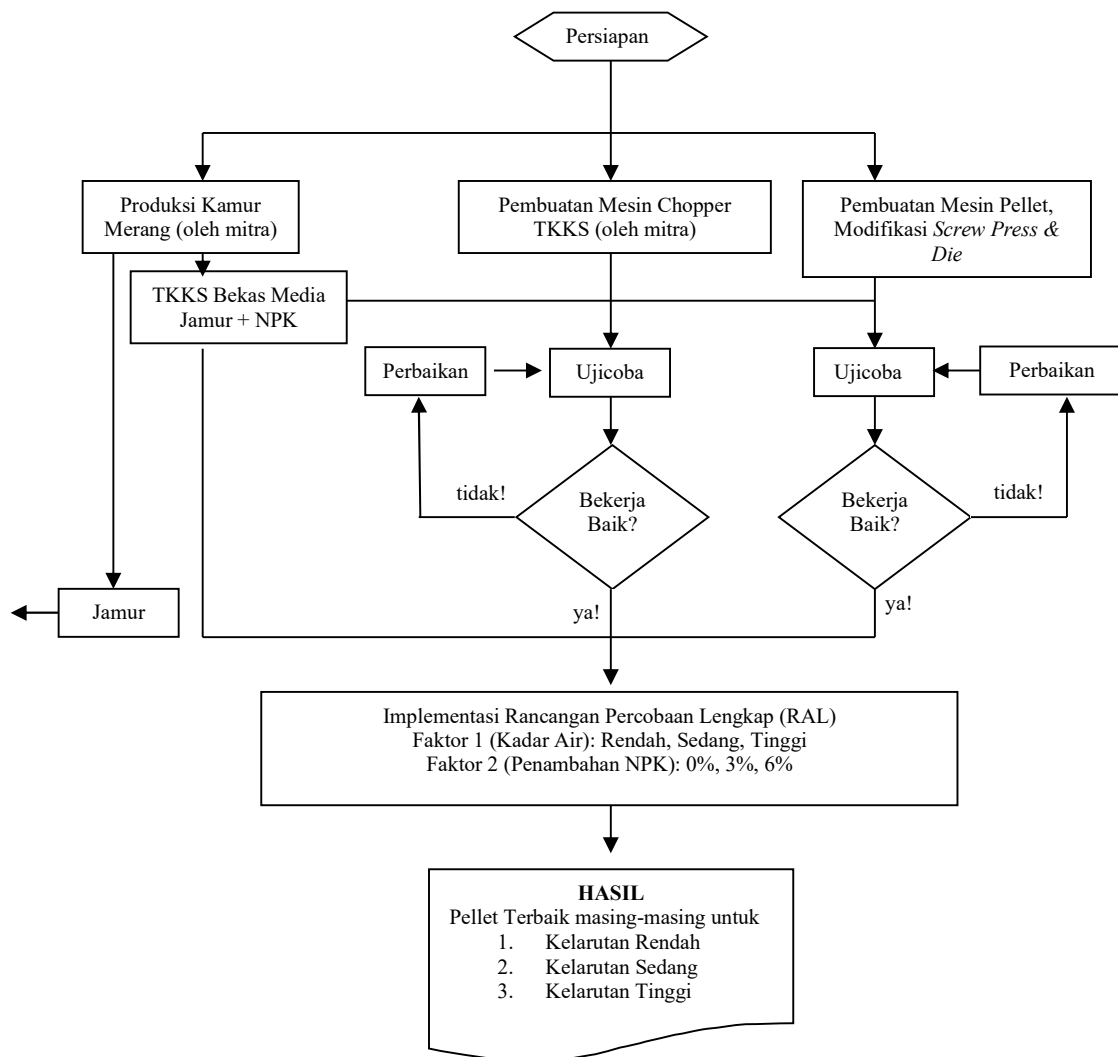 Persiapan
Produksi Kamur
Merang (oleh mitra)
Pembuatan Mesin Chopper
TKKS (oleh mitra)
Pembuatan Mesin Pellet,
Modifikasi Screw Press &
Die
TKKS Bekas Media
Jamur + NPK
Perbaikan
Ujicoba
Ujicoba
Perbaikan
tidak!
Bekerja
Baik?
Bekerja
Baik?
tidak!
Jamur
ya!
ya!
Implementasi Rancangan Percobaan Lengkap (RAL)
Faktor 1 (Kadar Air): Rendah, Sedang, Tinggi
Faktor 2 (Penambahan NPK): 0%, 3%, 6%
HASIL
Pellet Terbaik masing-masing untuk
1. Kelarutan Rendah
2. Kelarutan Sedang
3. Kelarutan Tinggi